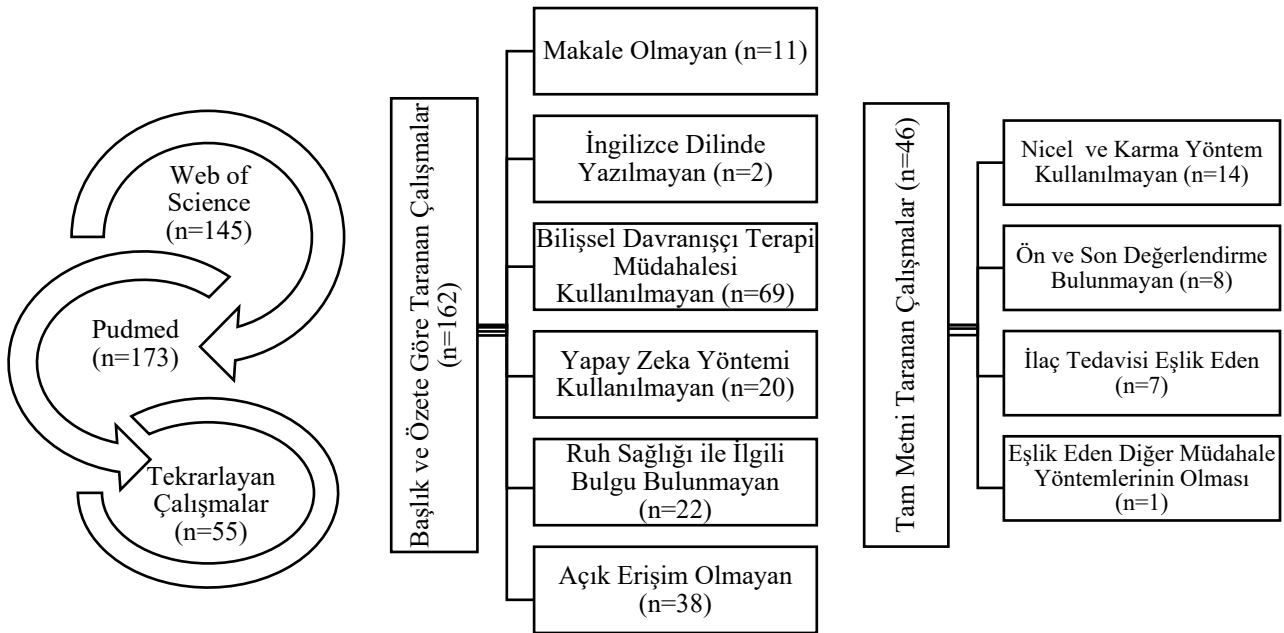 Web of
Science
(n=145)
Pudmed
(n=173)
Tekrarlayan
Çalışmalar
(n=55)
Başlık ve Özete Göre Taranan Çalışmalar
(n=162)
Makale Olmayan (n=11)
İngilizce Dilinde
Yazılmayan (n=2)
Bilişsel Davranışçı Terapi
Müdahalesi
Kullanılmayan (n=69)
Yapay Zeka Yöntemi
Kullanılmayan (n=20)
Ruh Sağlığı ile İlgili
Bulgu Bulunmayan
(n=22)
Açık Erişim Olmayan
(n=38)
Tam Metni Taranan Çalışmalar (n=46)
Nicel ve Karma Yöntem
Kullanılmayan (n=14)
Ön ve Son Değerlendirme
Bulunmayan (n=8)
İlaç Tedavisi Eşlik Eden
(n=7)
Eşlik Eden Diğer Müdahale
Yöntemlerinin Olması
(n=1)